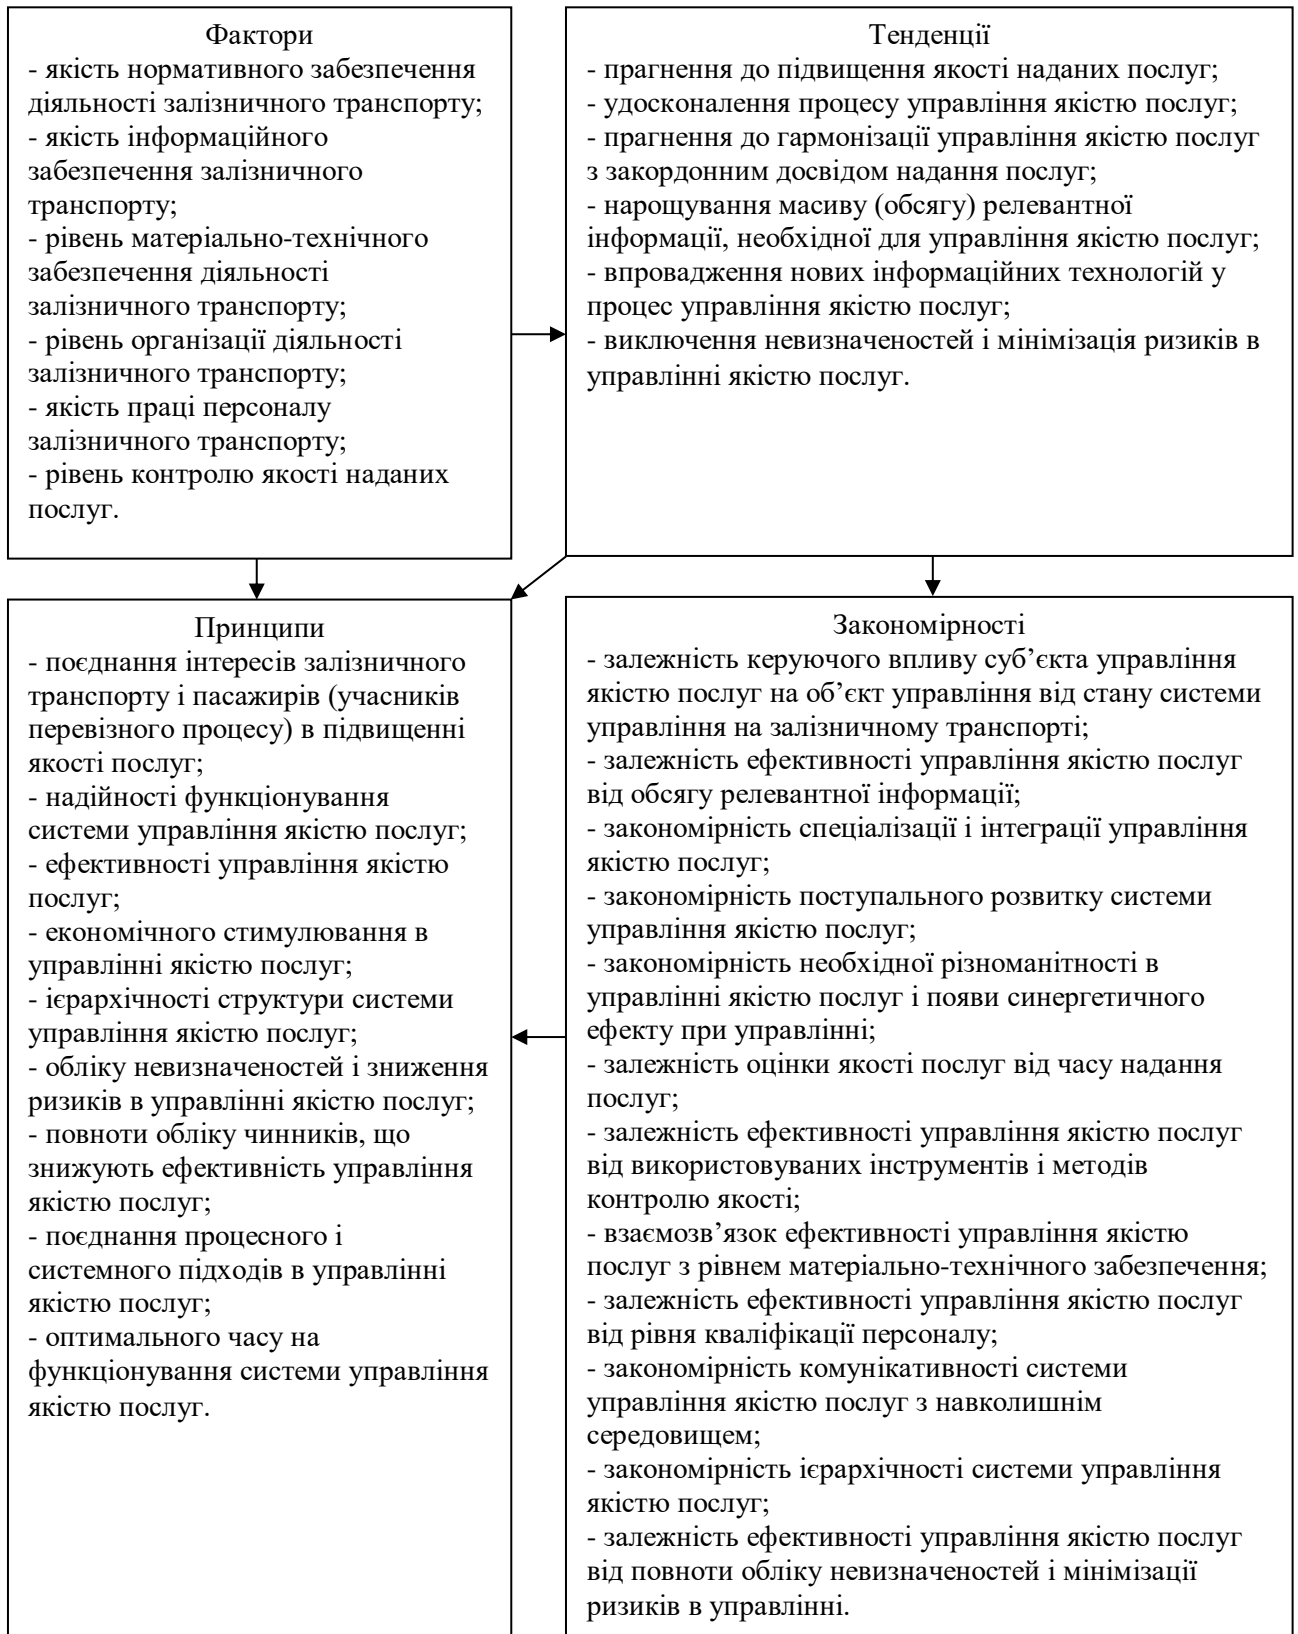 Фактори
- якість нормативного забезпечення
діяльності залізничного транспорту;
- якість інформаційного
забезпечення залізничного
транспорту;
- рівень матеріально-технічного
забезпечення діяльності
залізничного транспорту;
- рівень організації діяльності
залізничного транспорту;
- якість праці персоналу
залізничного транспорту;
- рівень контролю якості наданих
послуг.
Тенденції
- прагнення до підвищення якості наданих послуг;
- удосконалення процесу управління якістю послуг;
- прагнення до гармонізації управління якістю послуг
з закордонним досвідом надання послуг;
- нарощування масиву (обсягу) релевантної
інформації, необхідної для управління якістю послуг;
- впровадження нових інформаційних технологій у
процес управління якістю послуг;
- виключення невизначеностей і мінімізація ризиків в
управлінні якістю послуг.
Принципи
- поєднання інтересів залізничного
транспорту і пасажирів (учасників
перевізного процесу) в підвищенні
якості послуг;
- надійності функціонування
системи управління якістю послуг;
- ефективності управління якістю
послуг;
- економічного стимулювання в
управлінні якістю послуг;
- ієрархічності структури системи
управління якістю послуг;
- обліку невизначеностей і зниження
ризиків в управлінні якістю послуг;
- повноти обліку чинників, що
знижують ефективність управління
якістю послуг;
- поєднання процесного і
системного підходів в управлінні
якістю послуг;
- оптимального часу на
функціонування системи управління
якістю послуг.
Закономірності
- залежність керуючого впливу суб’єкта управління
якістю послуг на об’єкт управління від стану системи
управління на залізничному транспорті;
- залежність ефективності управління якістю послуг
від обсягу релевантної інформації;
- закономірність спеціалізації і інтеграції управління
якістю послуг;
- закономірність поступального розвитку системи
управління якістю послуг;
- закономірність необхідної різноманітності в
управлінні якістю послуг і появи синергетичного
ефекту при управлінні;
- залежність оцінки якості послуг від часу надання
послуг;
- залежність ефективності управління якістю послуг
від використовуваних інструментів і методів
контролю якості;
- взаємозв’язок ефективності управління якістю
послуг з рівнем матеріально-технічного забезпечення;
- залежність ефективності управління якістю послуг
від рівня кваліфікації персоналу;
- закономірність комунікативності системи
управління якістю послуг з навколишнім
середовищем;
- закономірність ієрархічності системи управління
якістю послуг;
- залежність ефективності управління якістю послуг
від повноти обліку невизначеностей і мінімізації
ризиків в управлінні.